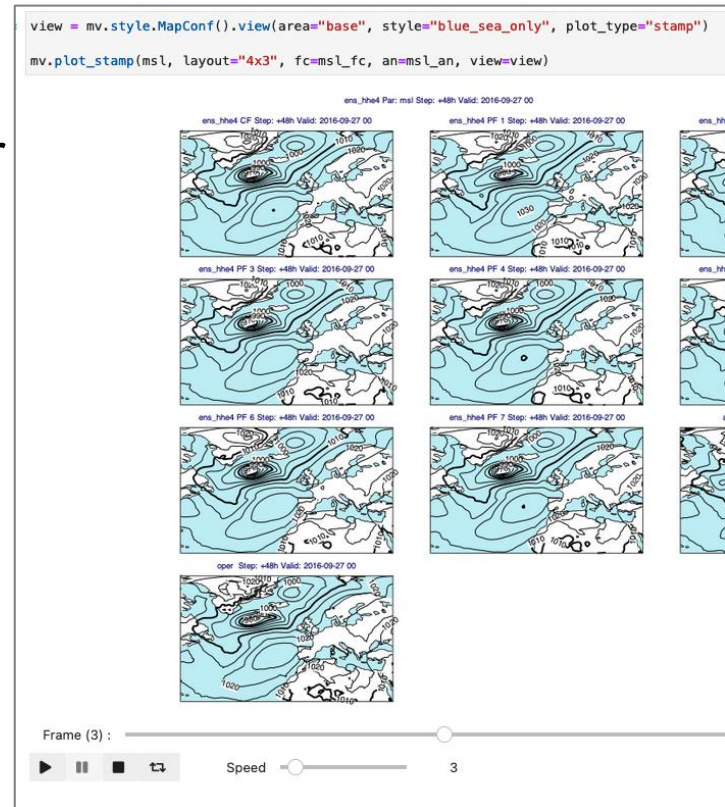 view = mv.style.MapConf().view(area="base", style="blue_sea_only", plot_type="stamp")
mv.plot_stamp(msl, layout="4x3", fc=msl_fc, an=msl_an, view=view)
ens_hhe4 Par: msl Step: +48h Valid: 2016-09-27 00
ens_hhe4 CF Step: +48h Valid: 2016-09-27 00 ens_hhe4 PF 1 Step: +48h Valid: 2016-09-27 00
ens_hhe4 PF 3 Step: +48h Valid: 2016-09-27 00 ens_hhe4 PF 4 Step: +48h Valid: 2016-09-27 00
ens_hhe4 PF 6 Step: +48h Valid: 2016-09-27 00 ens_hhe4 PF 7 Step: +48h Valid: 2016-09-27 00
oper Step: +48h Valid: 2016-09-27 00
Frame (3) :
Speed 3